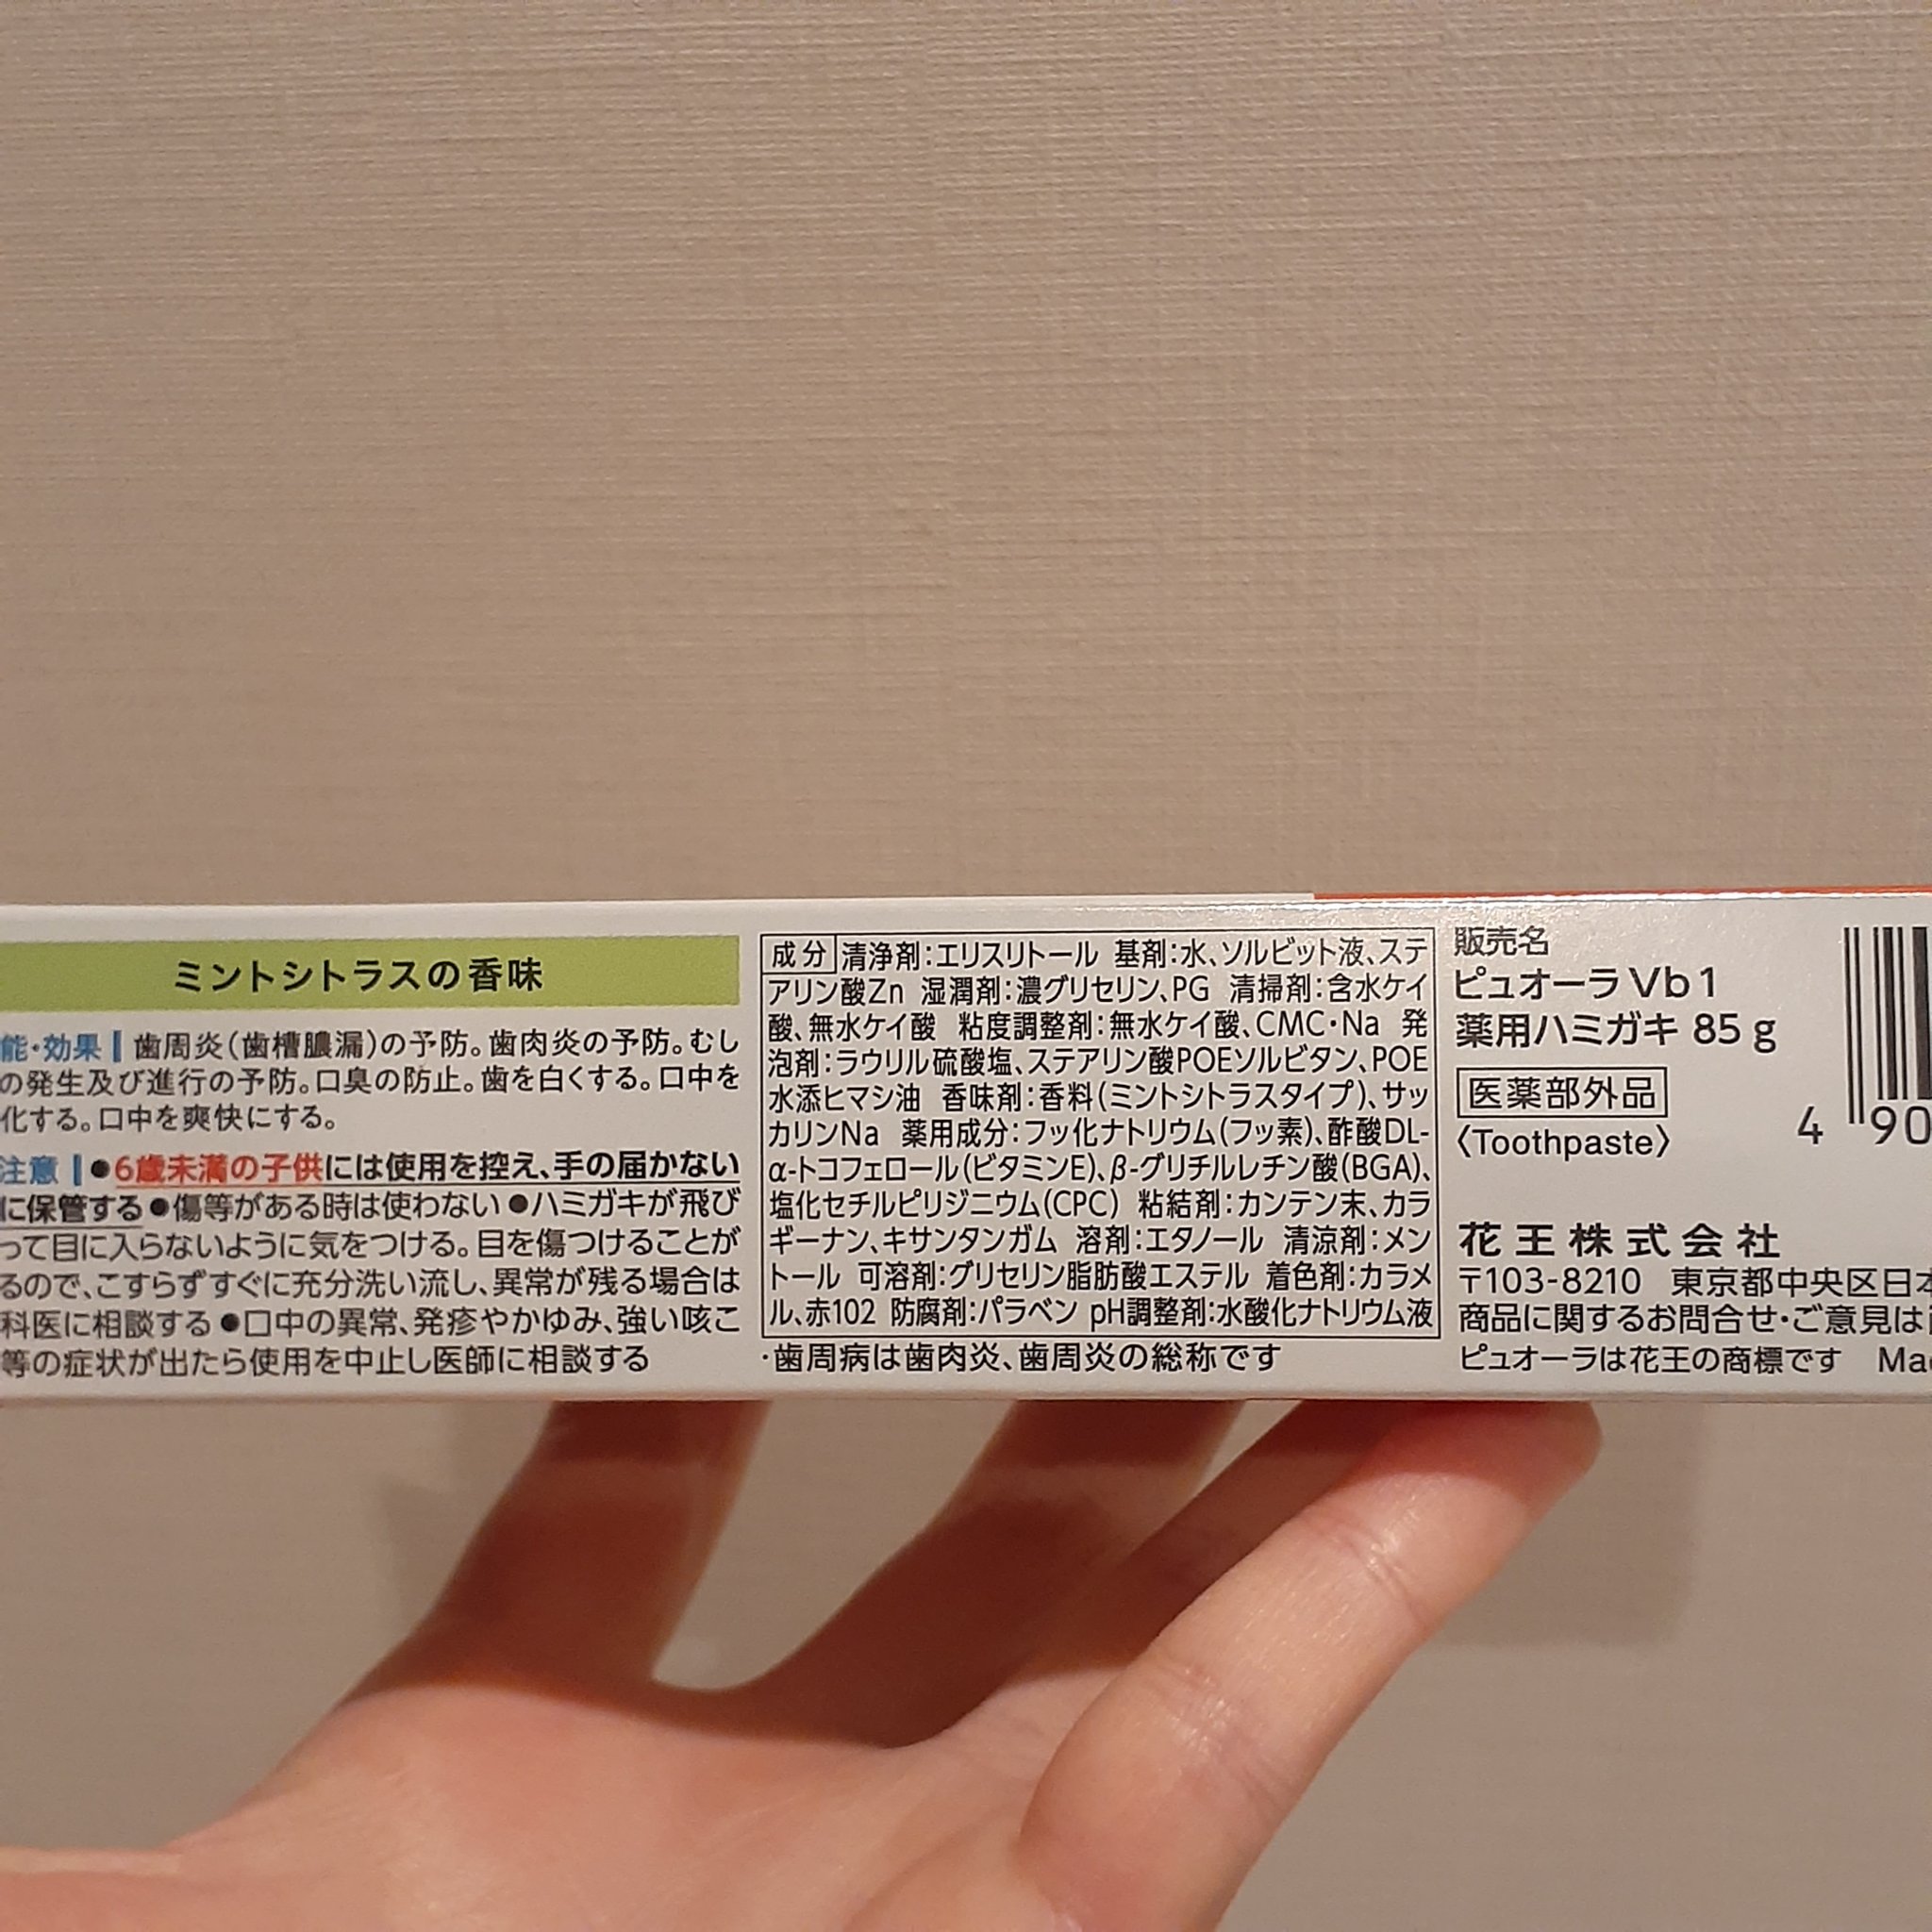 ミントシトラスの香味
能・効果 歯周炎(歯槽膿漏)の予防。歯肉炎の予防。むし
の発生及び進行の予防。口臭の防止。歯を白くする。口中を
化する。口中を爽快にする。
注意 ●6歳未満の子供には使用を控え、手の届かない
に保管する●傷等がある時は使わない●ハミガキが飛び
って目に入らないように気をつける。目を傷つけることが
るので、こすらずすぐに充分洗い流し、異常が残る場合は
科医に相談する●口中の異常、発疹やかゆみ、強い咳こ
等の症状が出たら使用を中止し医師に相談する
成分 清浄剤:エリスリトール 基剤:水、ソルビット液、ステ
アリン酸Zn 湿潤剤:濃グリセリン、PG 清掃剤:含水ケイ
酸、無水ケイ酸 粘度調整剤:無水ケイ酸、CMC・Na 発
泡剤:ラウリル硫酸塩、ステアリン酸POEソルビタン、POE
水添ヒマシ油 香味剤:香料(ミントシトラスタイプ)、サッ
カリンNa 薬用成分:フッ化ナトリウム(フッ素)、酢酸DL-
α-トコフェロール(ビタミンE)、β-グリチルレチン酸(BGA)、
塩化セチルピリジニウム(CPC) 粘結剤:カンテン末、カラ
ギーナン、キサンタンガム 溶剤:エタノール 清涼剤:メン
トール 可溶剤:グリセリン脂肪酸エステル 着色剤:カラメ
ル、赤102 防腐剤:パラベン pH調整剤:水酸化ナトリウム液
・歯周病は歯肉炎、歯周炎の総称です
販売名
ピュオーラVb1
薬用ハミガキ 85g
医薬部外品
〈Toothpaste〉
4 90
花王株式会社
〒103-8210 東京都中央区日本
商品に関するお問合せ・ご意見は
ピュオーラは花王の商標です Mad